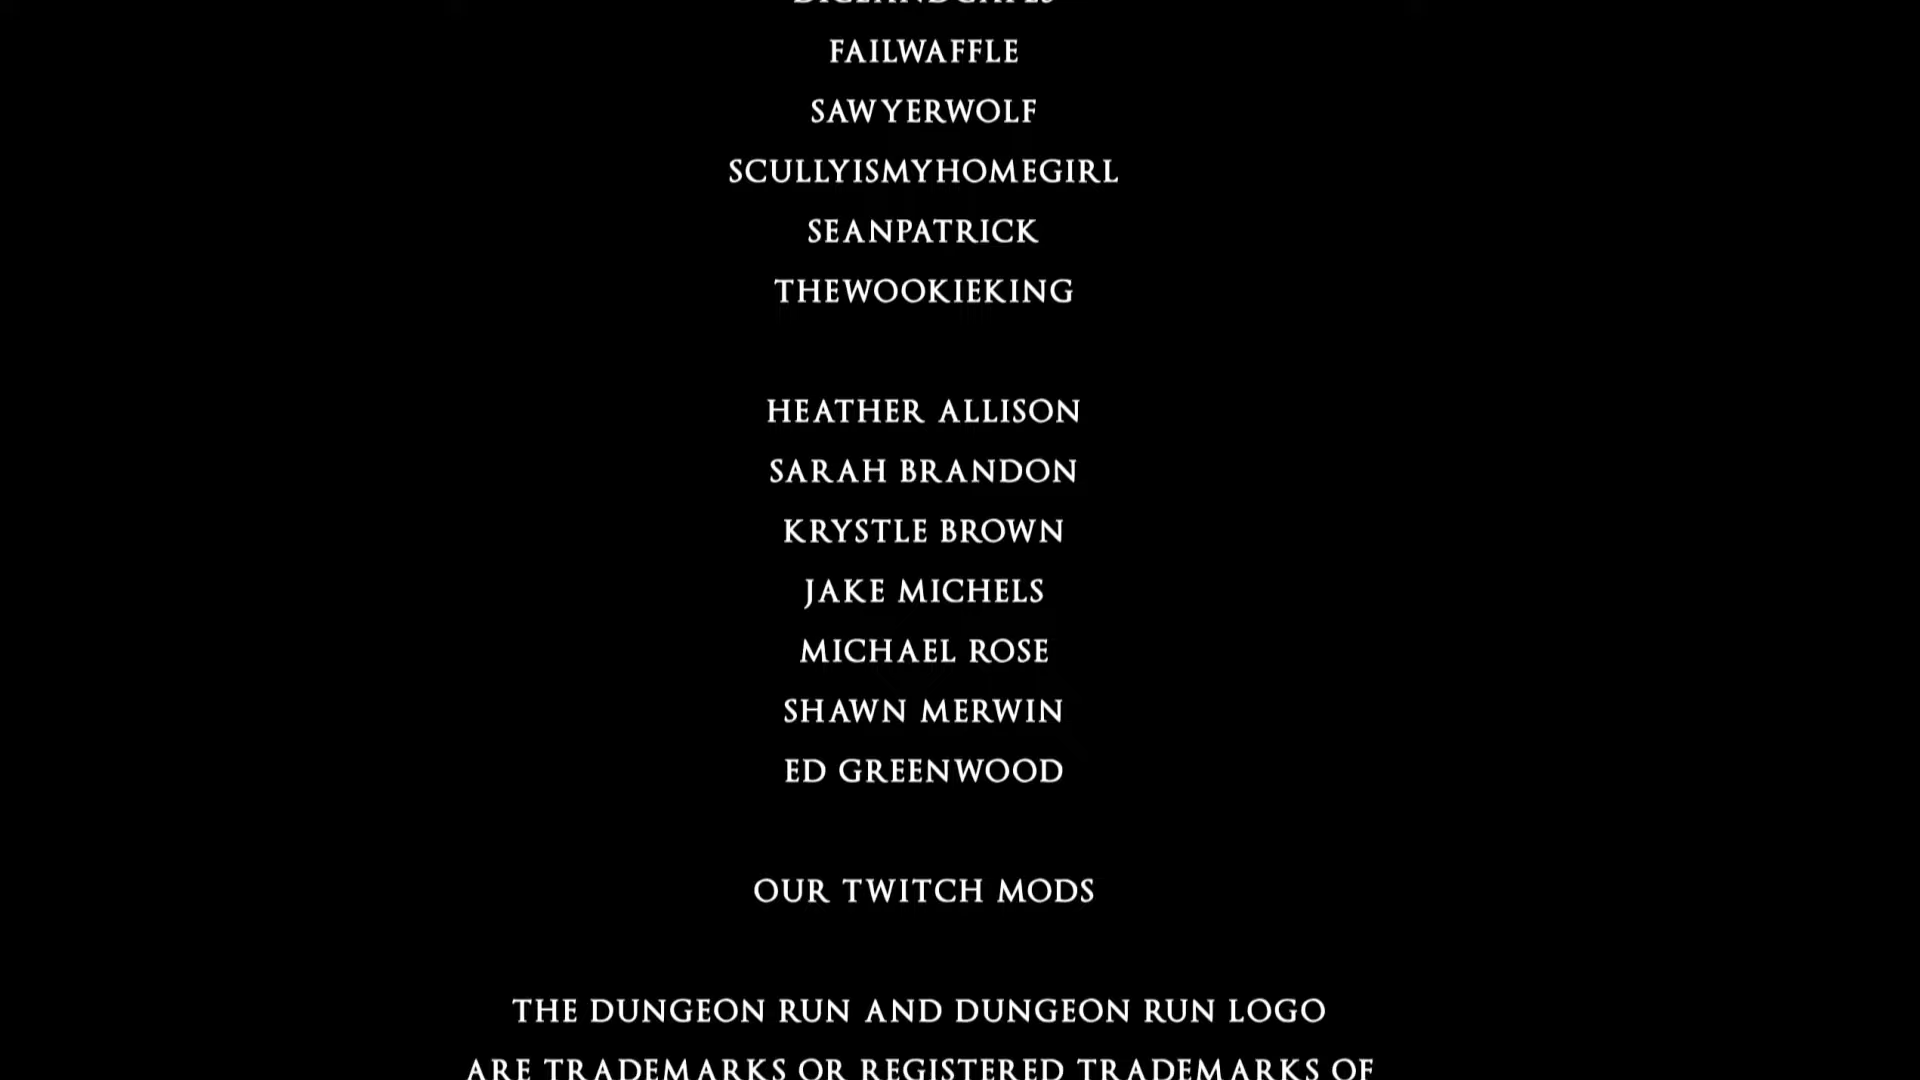 FAILWAFFLE
SAWYERWOLF
SCULLYISMYHOMEGIRL
SEANPATRICK
THEWOOKIEKING
HEATHER ALLISON
SARAH BRANDON
KRYSTLE BROWN
JAKE MICHELS
MICHAEL ROSE
SHAWN MERWIN
ED GREENWOOD
OUR TWITCH MODS
THE DUNGEON RUN AND DUNGEON RUN LOGO
ARE TRADEMARKS OR REGISTERED TRADEMARKS OF